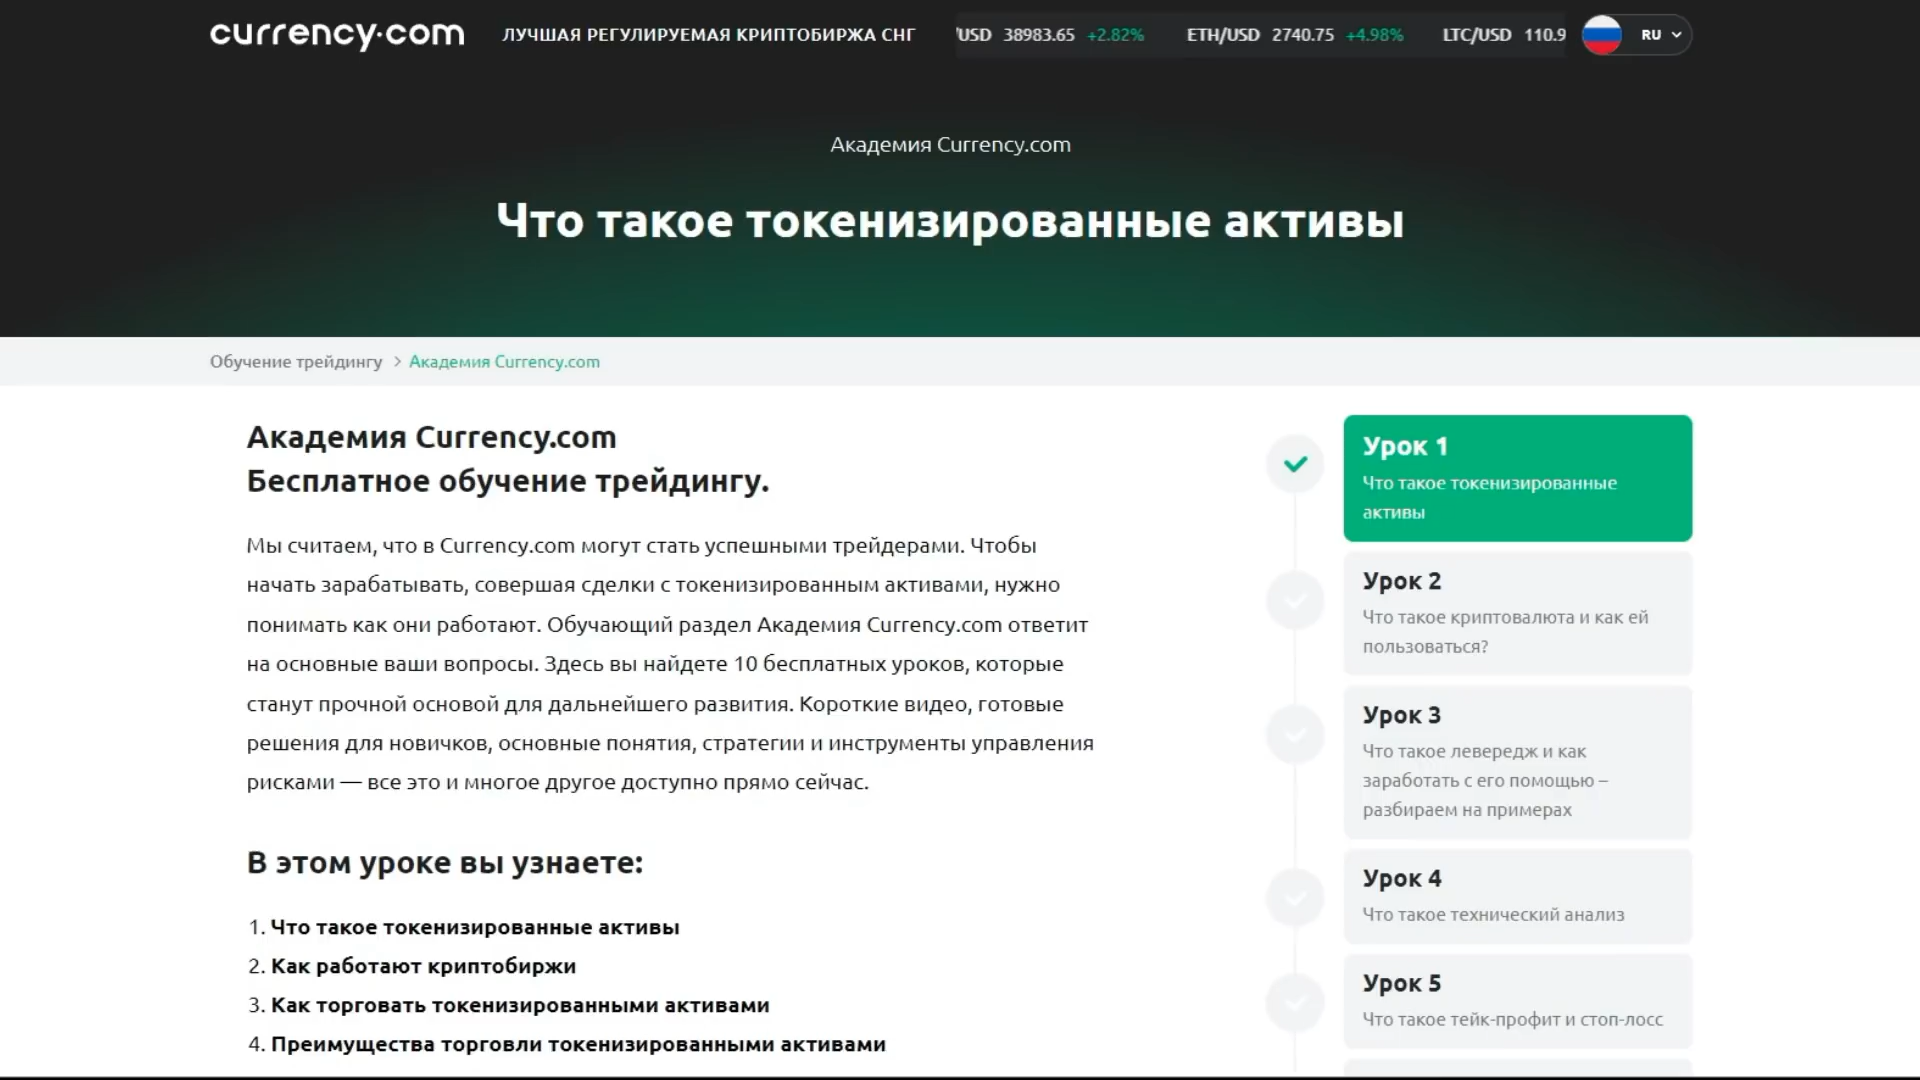 currency.com
ЛУЧШАЯ РЕГУЛИРУЕМАЯ КРИПТОБИРЖА СНГ
/USD 38983.65 +2.82% ETH/USD 2740.75 +4.98% LTC/USD 110.9
RU
Академия Currency.com
Что такое токенизированные активы
Обучение трейдингу > Академия Currency.com
Академия Currency.com
Бесплатное обучение трейдингу.
Мы считаем, что в Currency.com могут стать успешными трейдерами. Чтобы
начать зарабатывать, совершая сделки с токенизированным активами, нужно
понимать как они работают. Обучающий раздел Академия Currency.com ответит
на основные ваши вопросы. Здесь вы найдете 10 бесплатных уроков, которые
станут прочной основой для дальнейшего развития. Короткие видео, готовые
решения для новичков, основные понятия, стратегии и инструменты управления
рисками — все это и многое другое доступно прямо сейчас.
В этом уроке вы узнаете:
1. Что такое токенизированные активы
2. Как работают криптобиржи
3. Как торговать токенизированными активами
4. Преимущества торговли токенизированными активами
Урок 1
Что такое токенизированные
активы
Урок 2
Что такое криптовалюта и как ей
пользоваться?
Урок 3
Что такое левередж и как
заработать с его помощью –
разбираем на примерах
Урок 4
Что такое технический анализ
Урок 5
Что такое тейк-профит и стоп-лосс